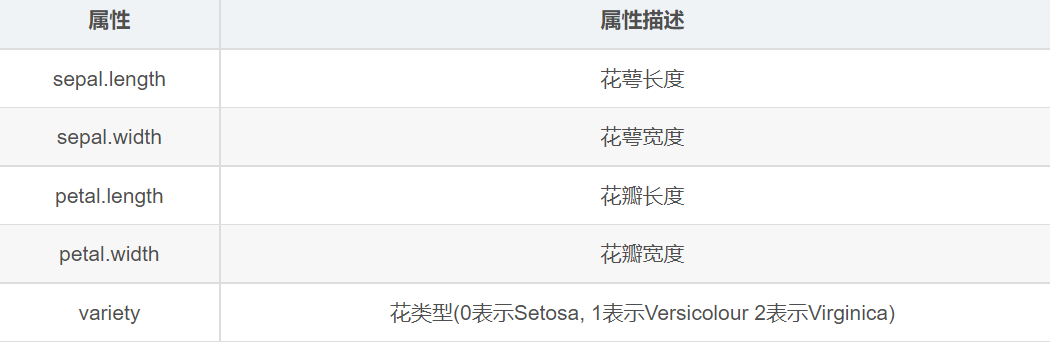 属性 属性描述
sepal.length 花萼长度
sepal.width 花萼宽度
petal.length 花瓣长度
petal.width 花瓣宽度
variety 花类型(0表示Setosa, 1表示Versicolour 2表示Virginica)